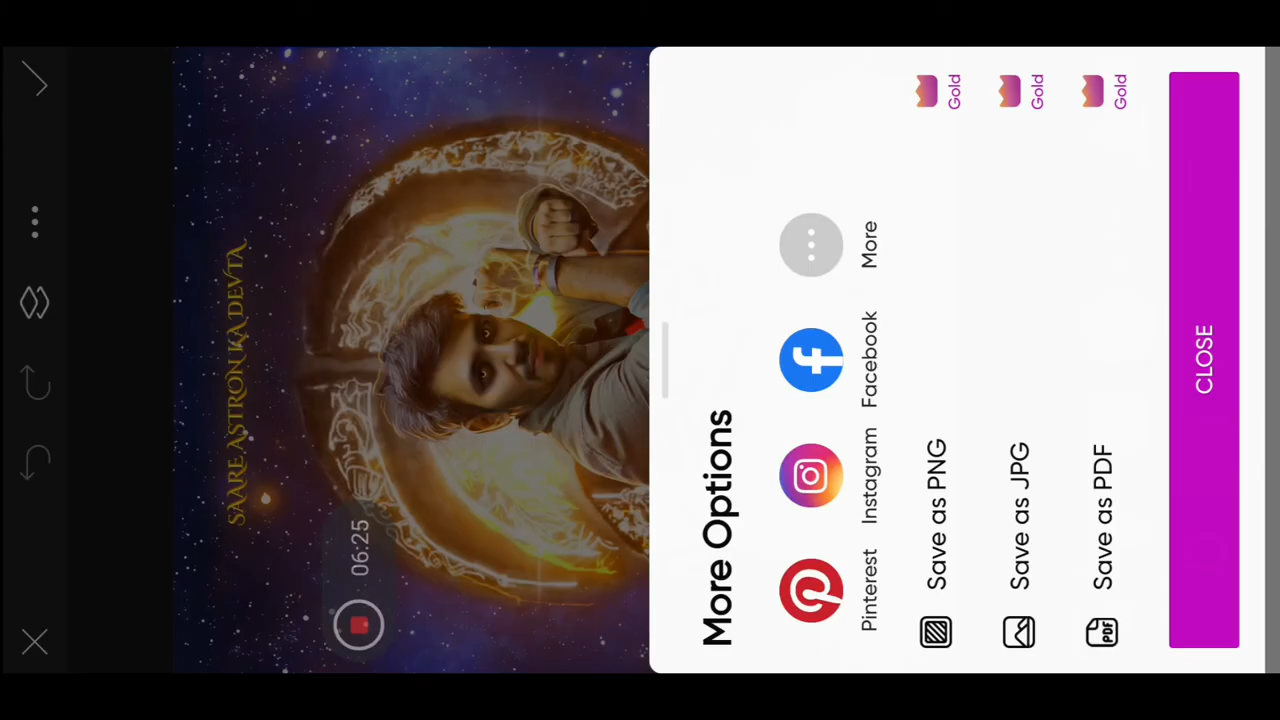 SAARE ASTRON KA DEVTA
06:25
More Options
Pinterest
Instagram
Facebook
More
Save as PNG
Gold
Save as JPG
Gold
Save as PDF
PDF
Gold
CLOSE